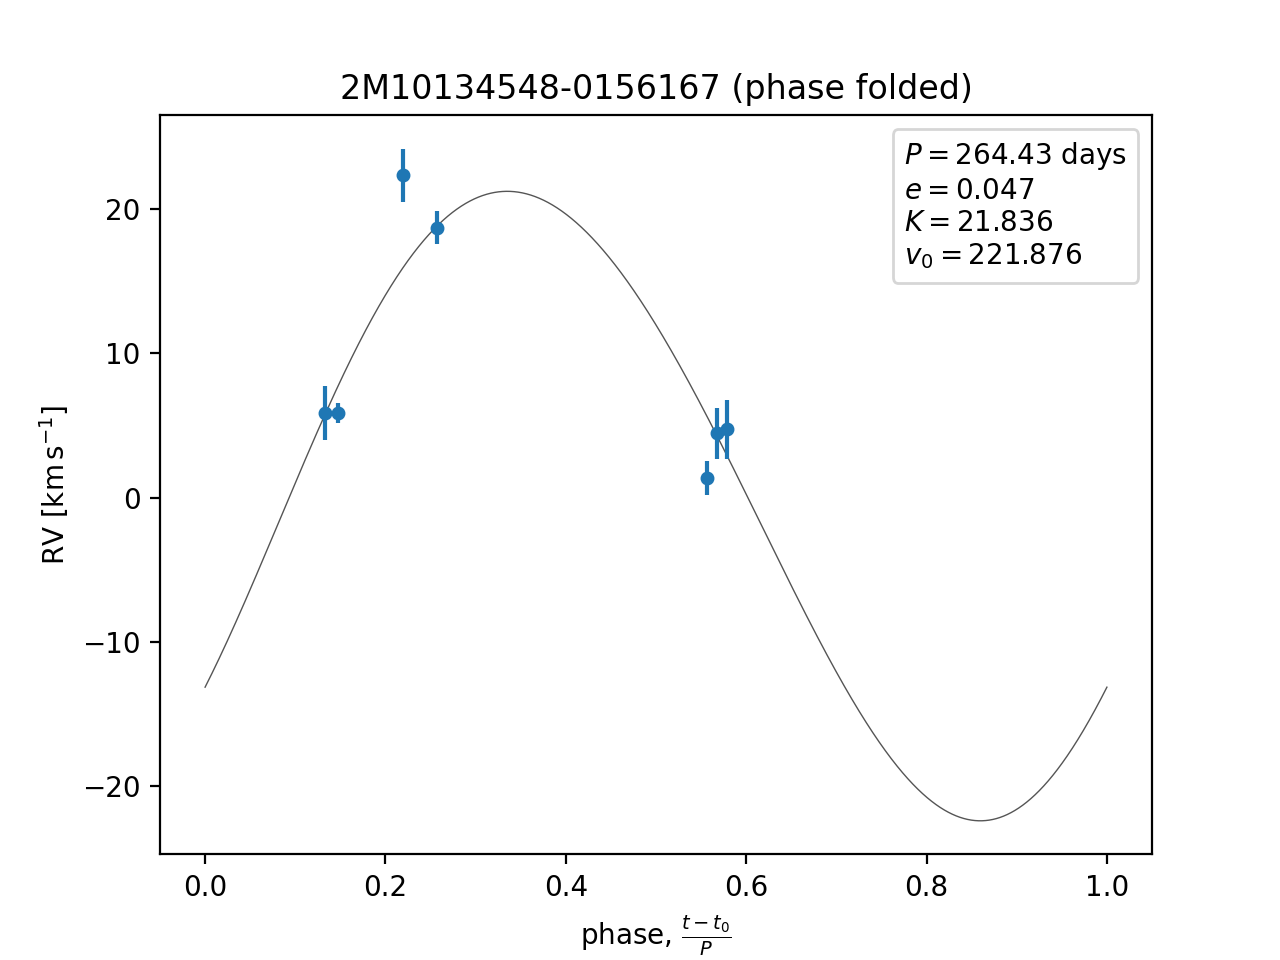 2M10134548-0156167 (phase folded)
P = 264.43 days
e = 0.047
K = 21.836
v₀ = 221.876
RV [km s⁻¹]
20
10
0
−10
−20
0.0 0.2 0.4 0.6 0.8 1.0
phase, (t − t₀)/P